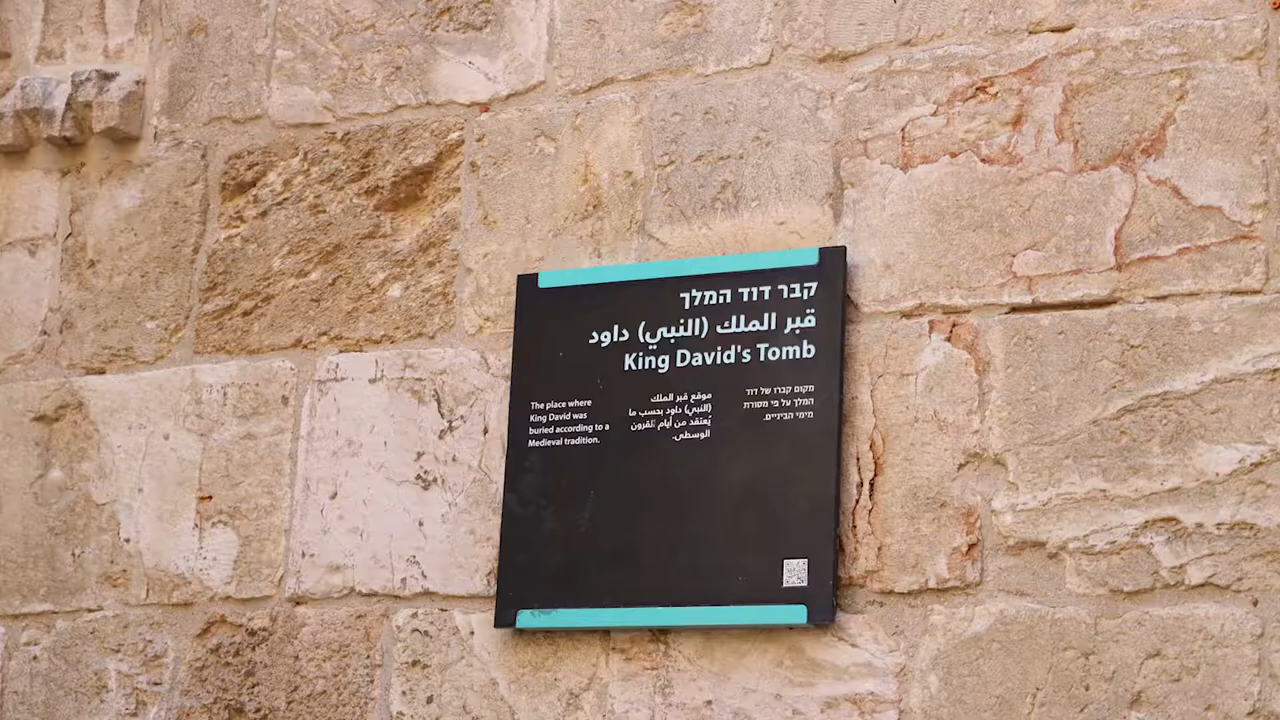 קבר דוד המלך
قبر الملك (النبي) داود
King David's Tomb
The place where
King David was
buried according to a
Medieval tradition.
موقع قبر الملك
(النبي) داود بحسب ما
يُعتقد من أيام القرون
الوسطى.
מקום קברו של דוד
המלך על פי מסורת
מימי הביניים.